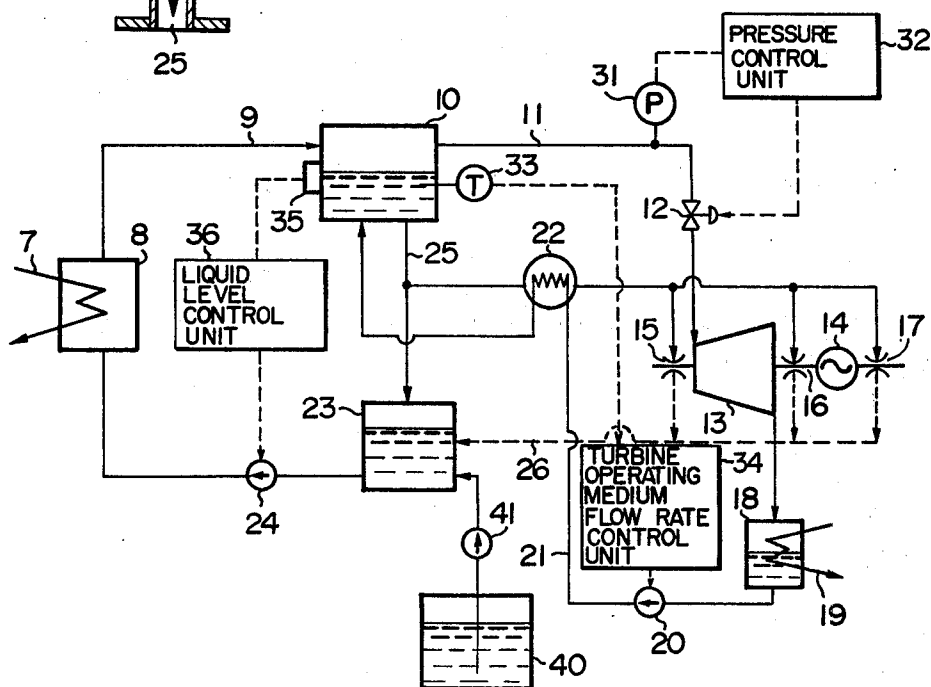 25
PRESSURE
CONTROL
UNIT
32
31
P
10
9
11
33
T
12
35
22
7
8
36
LIQUID
LEVEL
CONTROL
UNIT
25
15
14
17
23
13
16
26
TURBINE
OPERATING
MEDIUM
FLOW RATE
CONTROL
UNIT
34
18
24
41
21
19
20
40